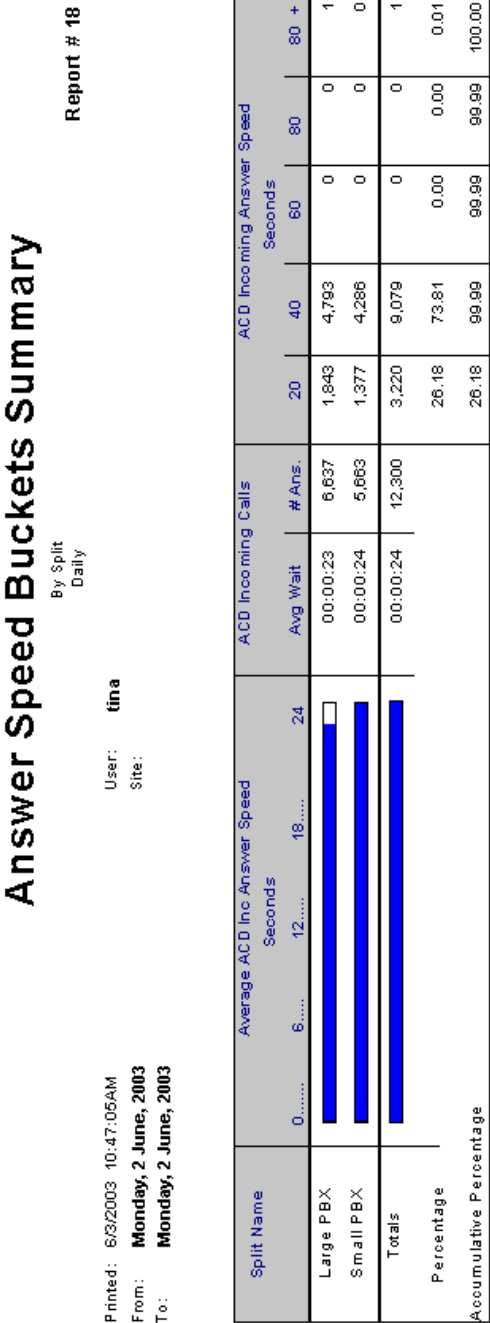 Answer Speed Buckets Summary
By Split
Daily
Report # 18
Printed: 6/3/2003 10:47:05AM User: tina
From: Monday, 2 June, 2003 Site:
To: Monday, 2 June, 2003
Split Name Average ACD Inc Answer Speed ACD Incoming Calls ACD Incoming Answer Speed
Seconds Seconds
0........ 6...... 12...... 18...... 24 Avg Wait # Ans. 20 40 60 80 80 +
Large PBX 00:00:23 6,637 1,843 4,793 0 0 1
Small PBX 00:00:24 5,663 1,377 4,286 0 0 0
Totals 00:00:24 12,300 3,220 9,079 0 0 1
Percentage 26.18 73.81 0.00 0.00 0.01
Accumulative Percentage 26.18 99.99 99.99 99.99 100.00